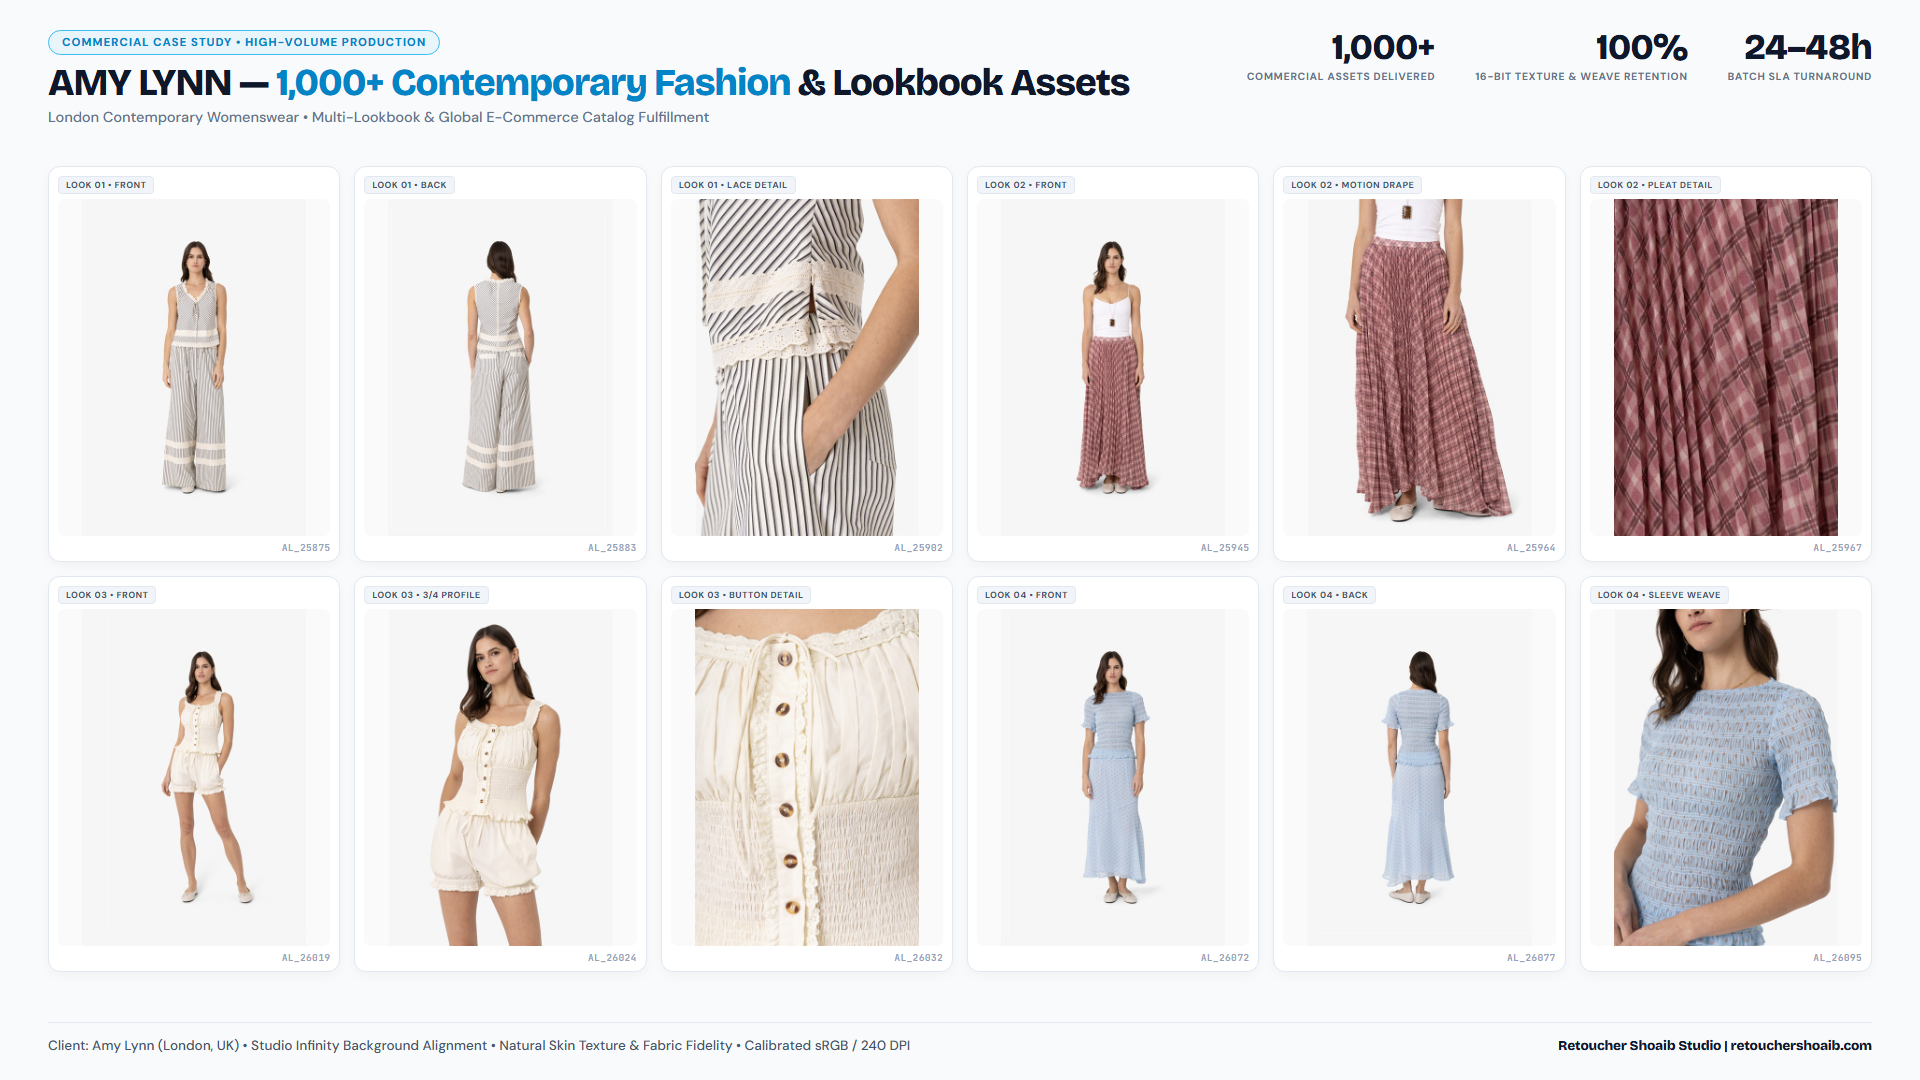 COMMERCIAL CASE STUDY • HIGH-VOLUME PRODUCTION
AMY LYNN — 1,000+ Contemporary Fashion & Lookbook Assets
London Contemporary Womenswear • Multi-Lookbook & Global E-Commerce Catalog Fulfillment
1,000+
COMMERCIAL ASSETS DELIVERED
100%
16-BIT TEXTURE & WEAVE RETENTION
24–48h
BATCH SLA TURNAROUND
LOOK 01 • FRONT
AL_25875
LOOK 01 • BACK
AL_25883
LOOK 01 • LACE DETAIL
AL_25902
LOOK 02 • FRONT
AL_25945
LOOK 02 • MOTION DRAPE
AL_25964
LOOK 02 • PLEAT DETAIL
AL_25967
LOOK 03 • FRONT
AL_26019
LOOK 03 • 3/4 PROFILE
AL_26024
LOOK 03 • BUTTON DETAIL
AL_26032
LOOK 04 • FRONT
AL_26072
LOOK 04 • BACK
AL_26077
LOOK 04 • SLEEVE WEAVE
AL_26095
Client: Amy Lynn (London, UK) • Studio Infinity Background Alignment • Natural Skin Texture & Fabric Fidelity • Calibrated sRGB / 240 DPI
Retoucher Shoaib Studio | retouchershoaib.com